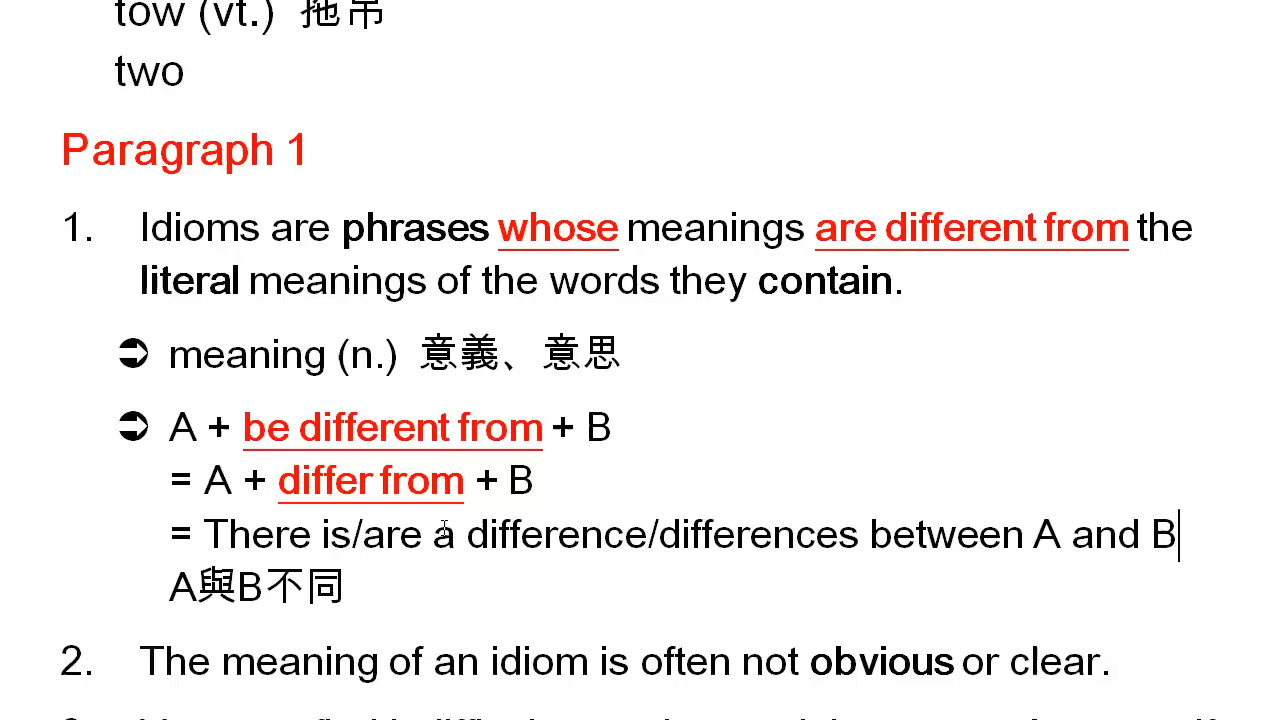 tow (vt.) 拖吊
two
Paragraph 1
1. Idioms are phrases whose meanings are different from the
literal meanings of the words they contain.
➲ meaning (n.) 意義、意思
➲ A + be different from + B
= A + differ from + B
= There is/are a difference/differences between A and B
A與B不同
2. The meaning of an idiom is often not obvious or clear.